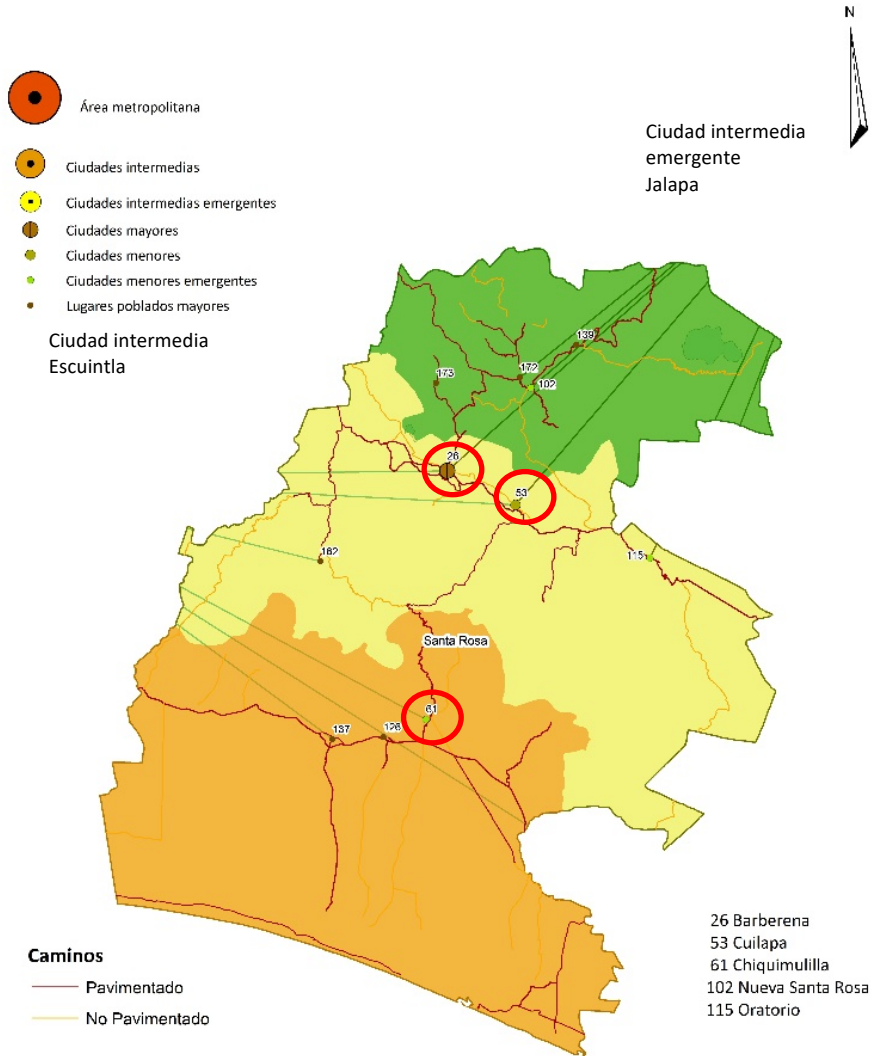 N
Área metropolitana
Ciudades intermedias
Ciudades intermedias emergentes
Ciudades mayores
Ciudades menores
Ciudades menores emergentes
Lugares poblados mayores
Ciudad intermedia
emergente
Jalapa
Ciudad intermedia
Escuintla
139
173
172
102
26
53
162
115
Santa Rosa
61
137
126
26 Barberena
53 Cuilapa
61 Chiquimulilla
102 Nueva Santa Rosa
115 Oratorio
Caminos
Pavimentado
No Pavimentado